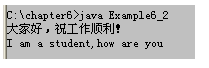 C:\chapter6>java Example6_2
大家好，祝工作顺利！
I am a student,how are you